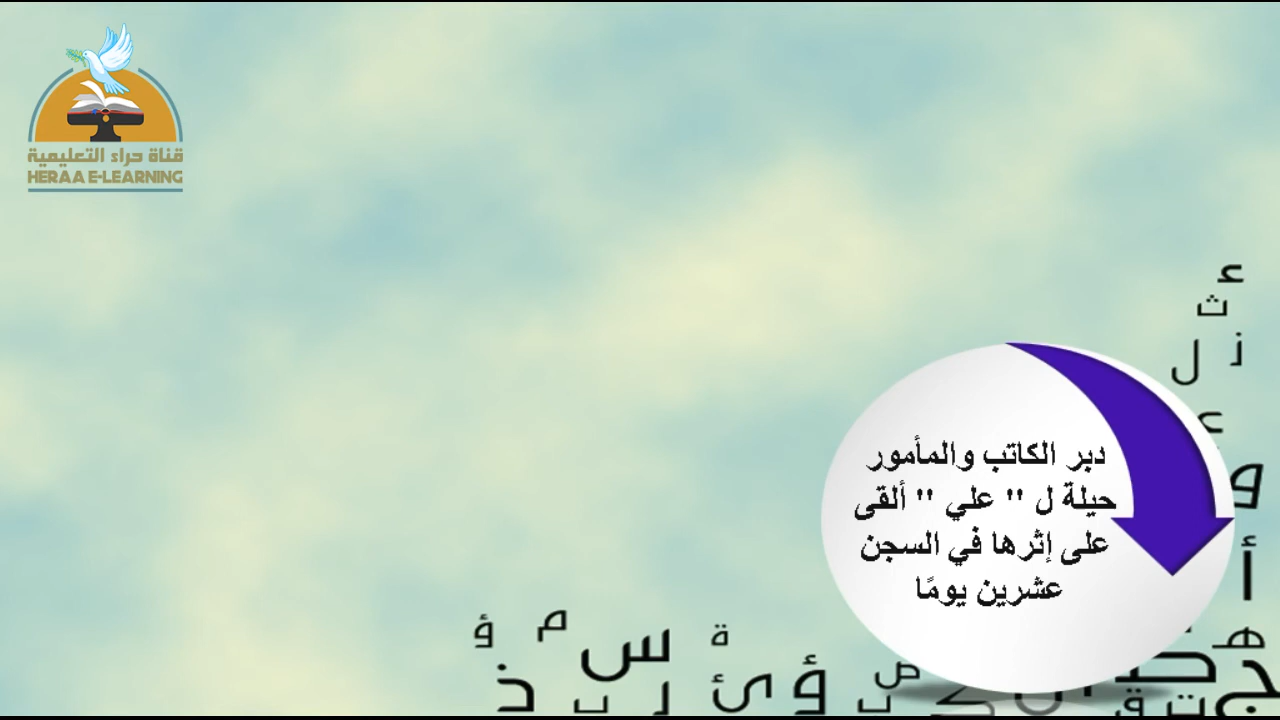 قناة حراء التعليمية
HERAA E-LEARNING
دبر الكاتب والمأمور
حيلة ل " علي " ألقى
على إثرها في السجن
عشرين يومًا